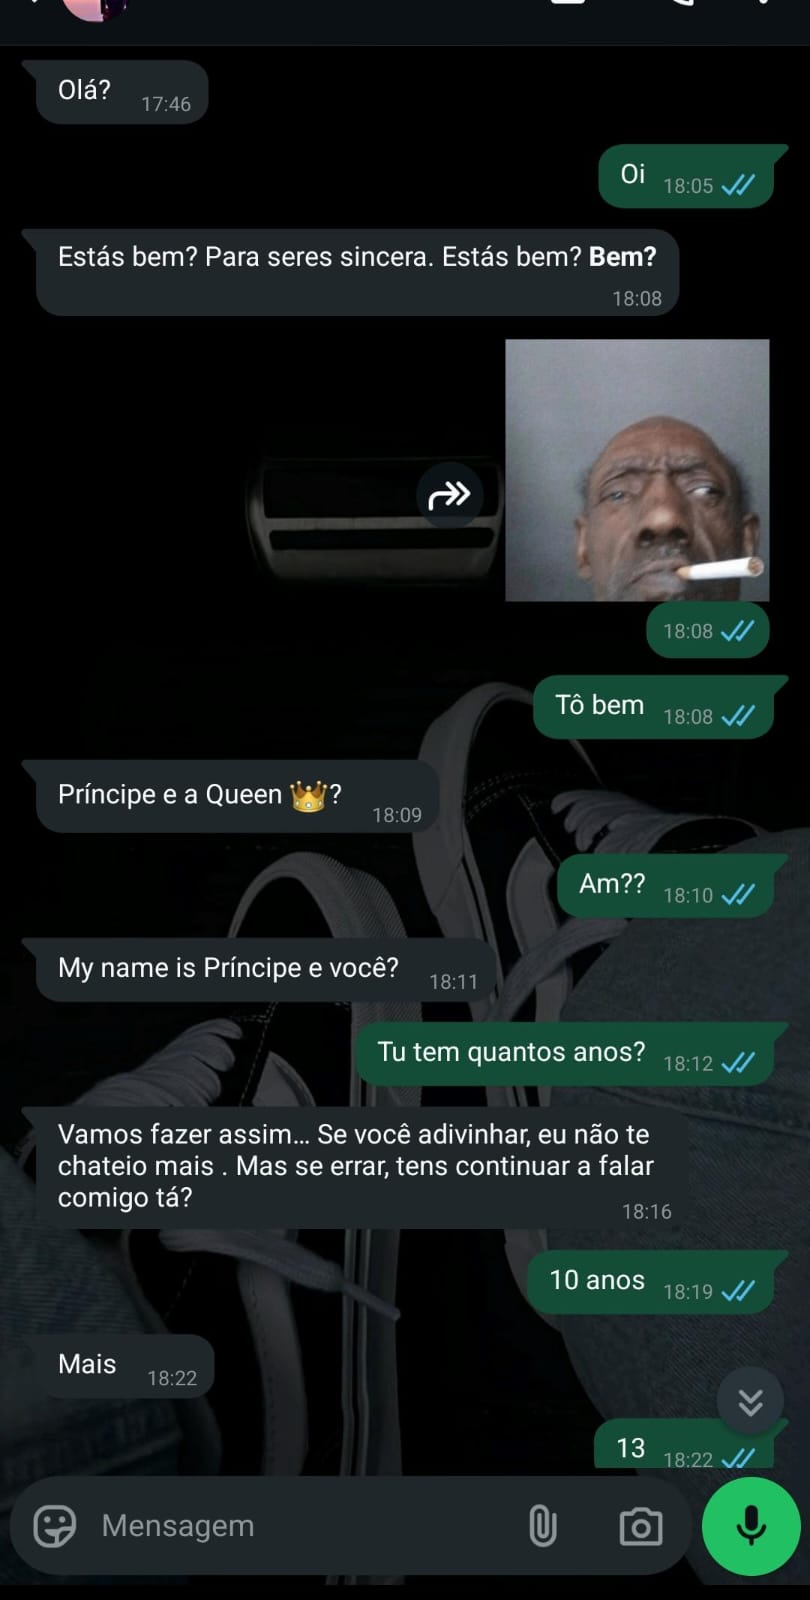 Olá?
17:46
Oi
18:05
Estás bem? Para seres sincera. Estás bem? Bem?
18:08
18:08
Tô bem
18:08
Príncipe e a Queen 👑?
18:09
Am??
18:10
My name is Príncipe e você?
18:11
Tu tem quantos anos?
18:12
Vamos fazer assim... Se você adivinhar, eu não te
chateio mais . Mas se errar, tens continuar a falar
comigo tá?
18:16
10 anos
18:19
Mais
18:22
13
18:22
Mensagem